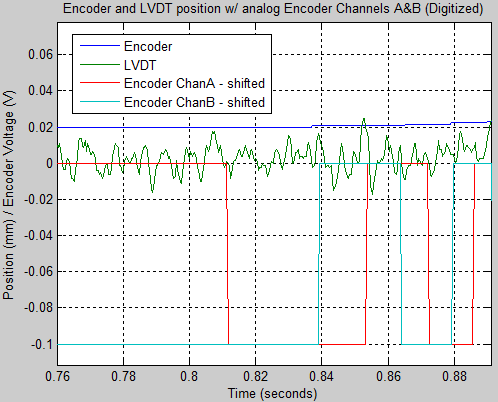 Encoder and LVDT position w/ analog Encoder Channels A&B (Digitized)
Encoder
LVDT
Encoder ChanA - shifted
Encoder ChanB - shifted
Position (mm) / Encoder Voltage (V)
0.06
0.04
0.02
0
-0.02
-0.04
-0.06
-0.08
-0.1
0.76
0.78
0.8
0.82
0.84
0.86
0.88
Time (seconds)